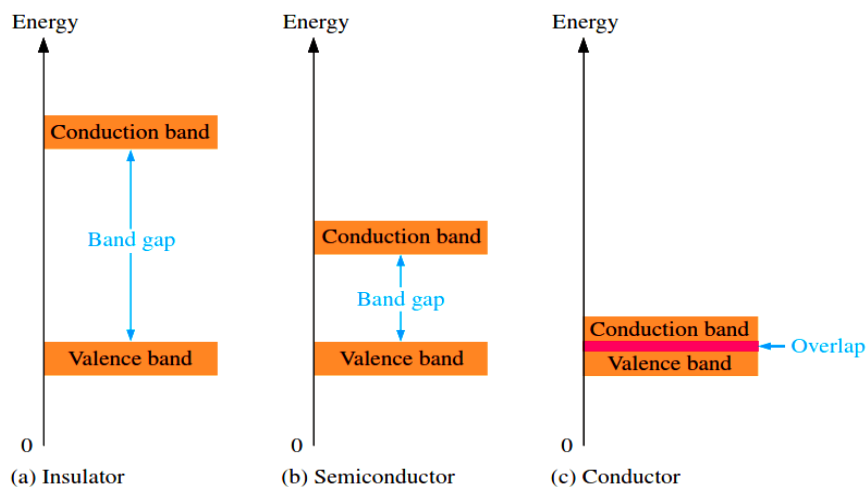 Energy
Conduction band
Band gap
Valence band
0
(a) Insulator
Energy
Conduction band
Band gap
Valence band
0
(b) Semiconductor
Energy
Conduction band
Overlap
Valence band
0
(c) Conductor